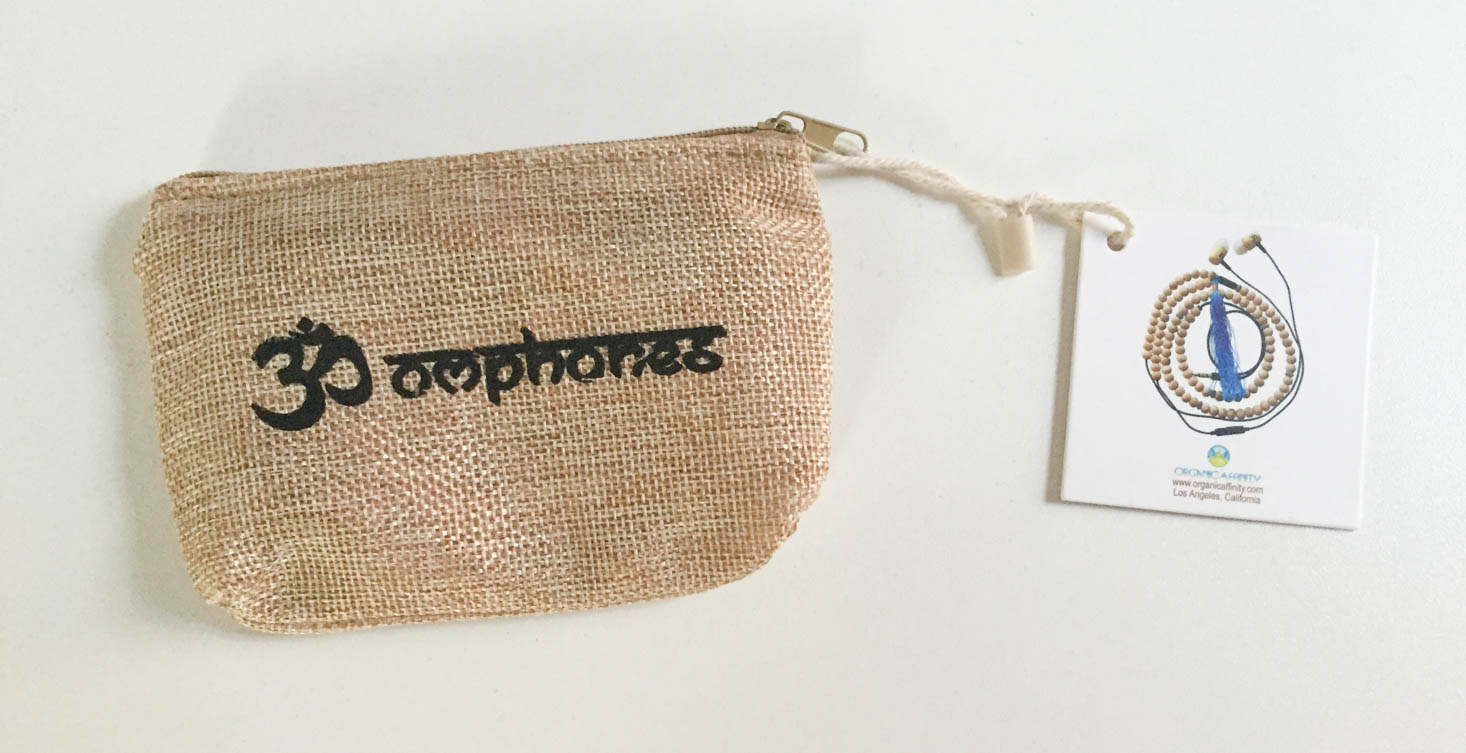 ॐ omphones
ORGANIC AFFINITY
www.organicaffinity.com
Los Angeles, California